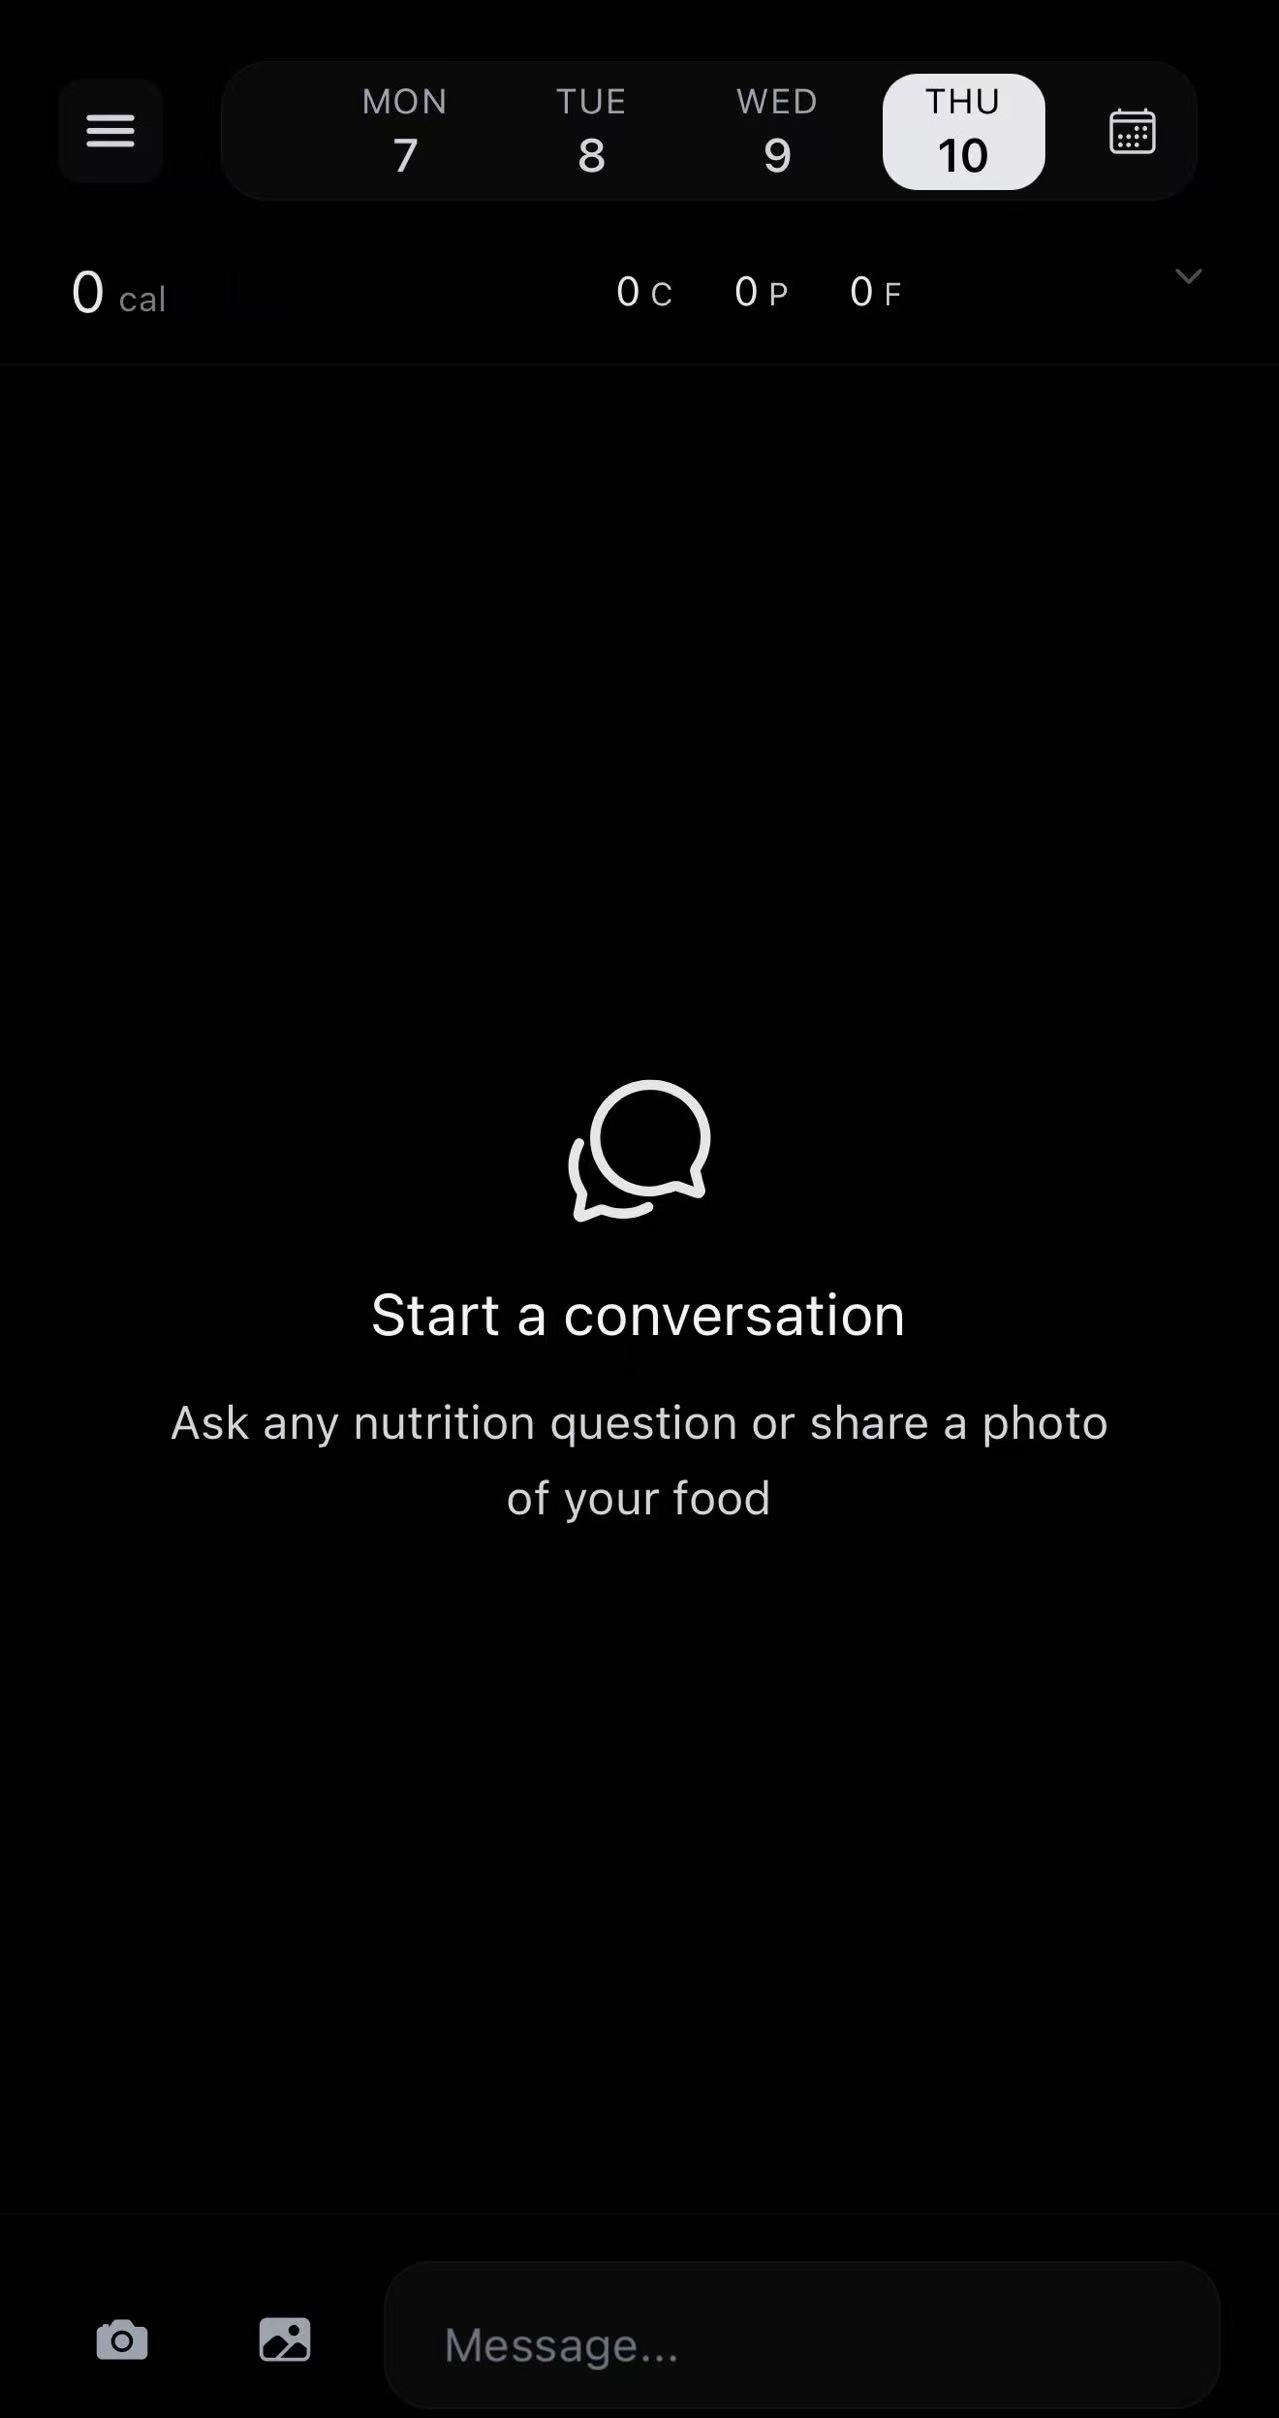 MON TUE WED THU
7 8 9 10
0 cal 0 C 0 P 0 F
Start a conversation
Ask any nutrition question or share a photo
of your food
Message...